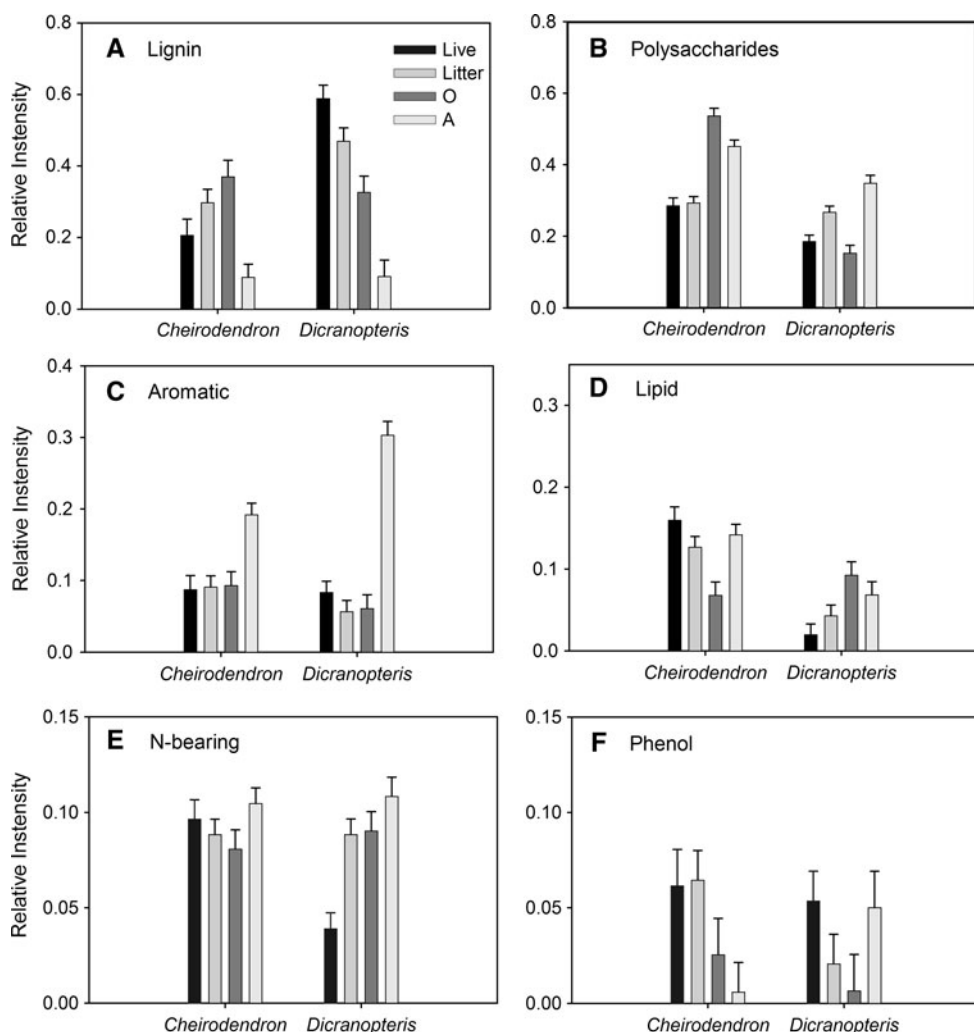 A Lignin
Live
Litter
O
A
Relative Instensity
0.8
0.6
0.4
0.2
0.0
Cheirodendron Dicranopteris
B Polysaccharides
0.8
0.6
0.4
0.2
0.0
Cheirodendron Dicranopteris
C Aromatic
Relative Instensity
0.4
0.3
0.2
0.1
0.0
Cheirodendron Dicranopteris
D Lipid
0.3
0.2
0.1
0.0
Cheirodendron Dicranopteris
E N-bearing
Relative Instensity
0.15
0.10
0.05
0.00
Cheirodendron Dicranopteris
F Phenol
0.15
0.10
0.05
0.00
Cheirodendron Dicranopteris